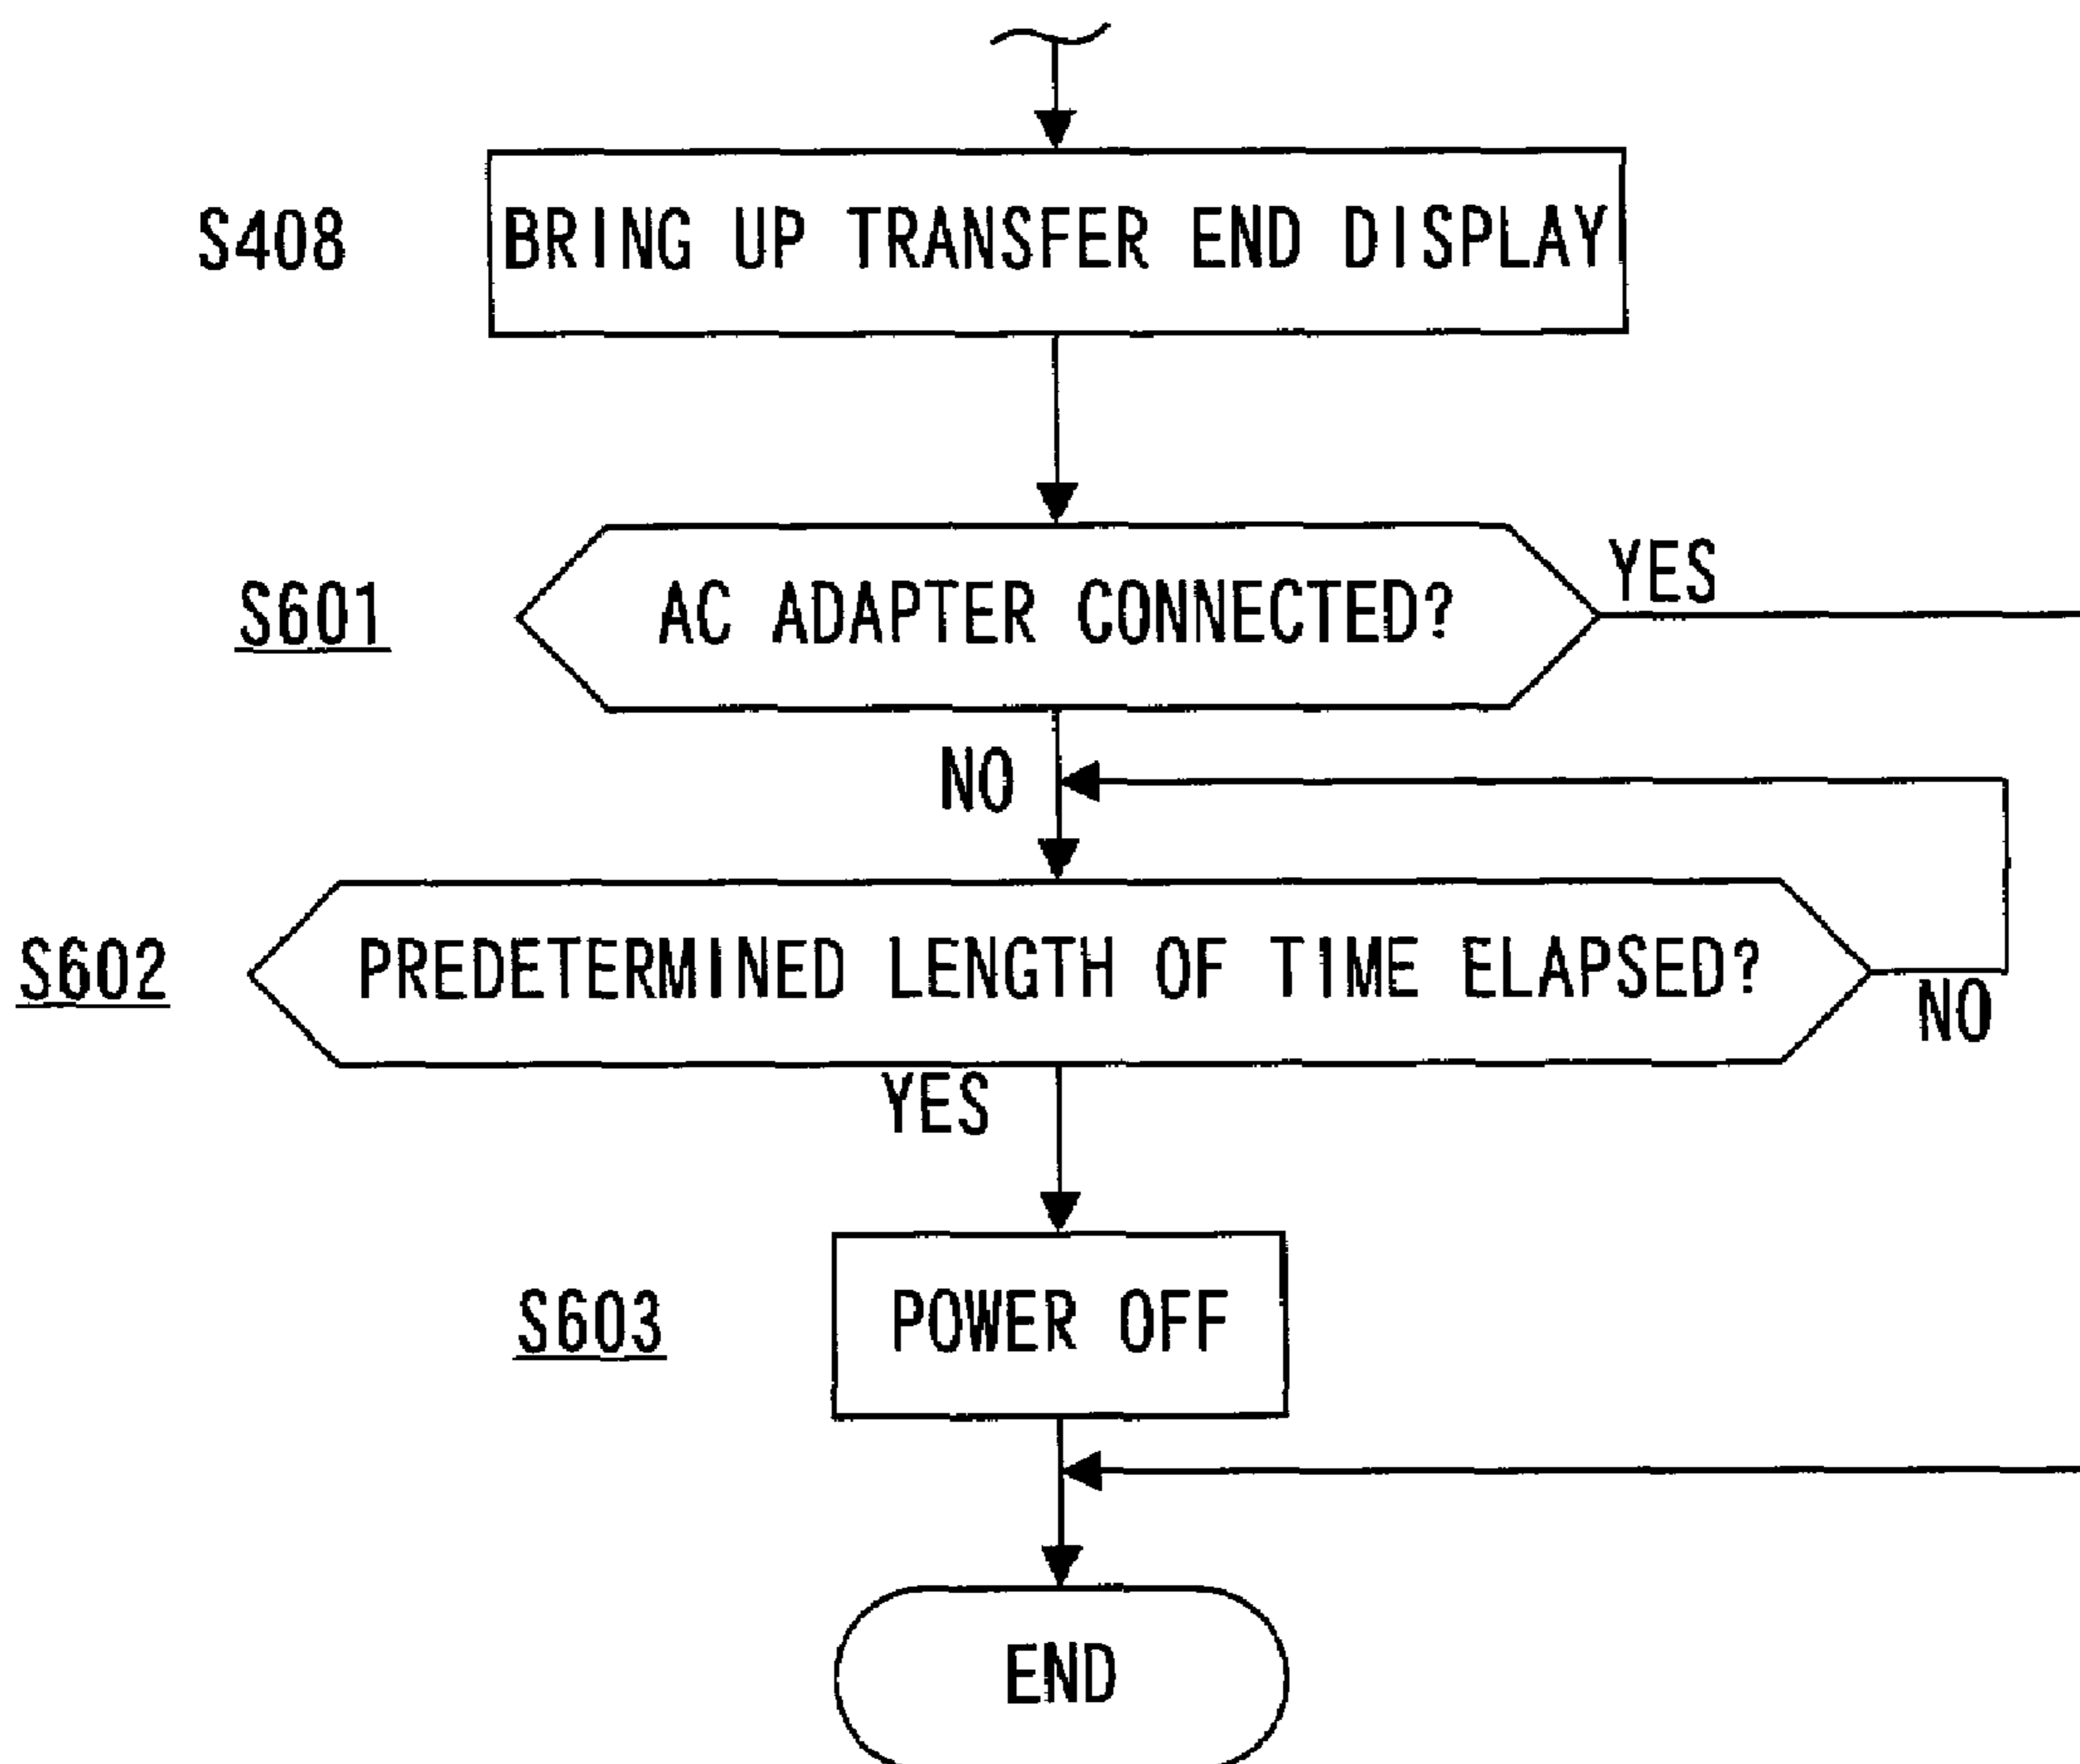 S408
BRING UP TRANSFER END DISPLAY
S601
AC ADAPTER CONNECTED?
YES
NO
S602
PREDETERMINED LENGTH OF TIME ELAPSED?
NO
YES
S603
POWER OFF
END